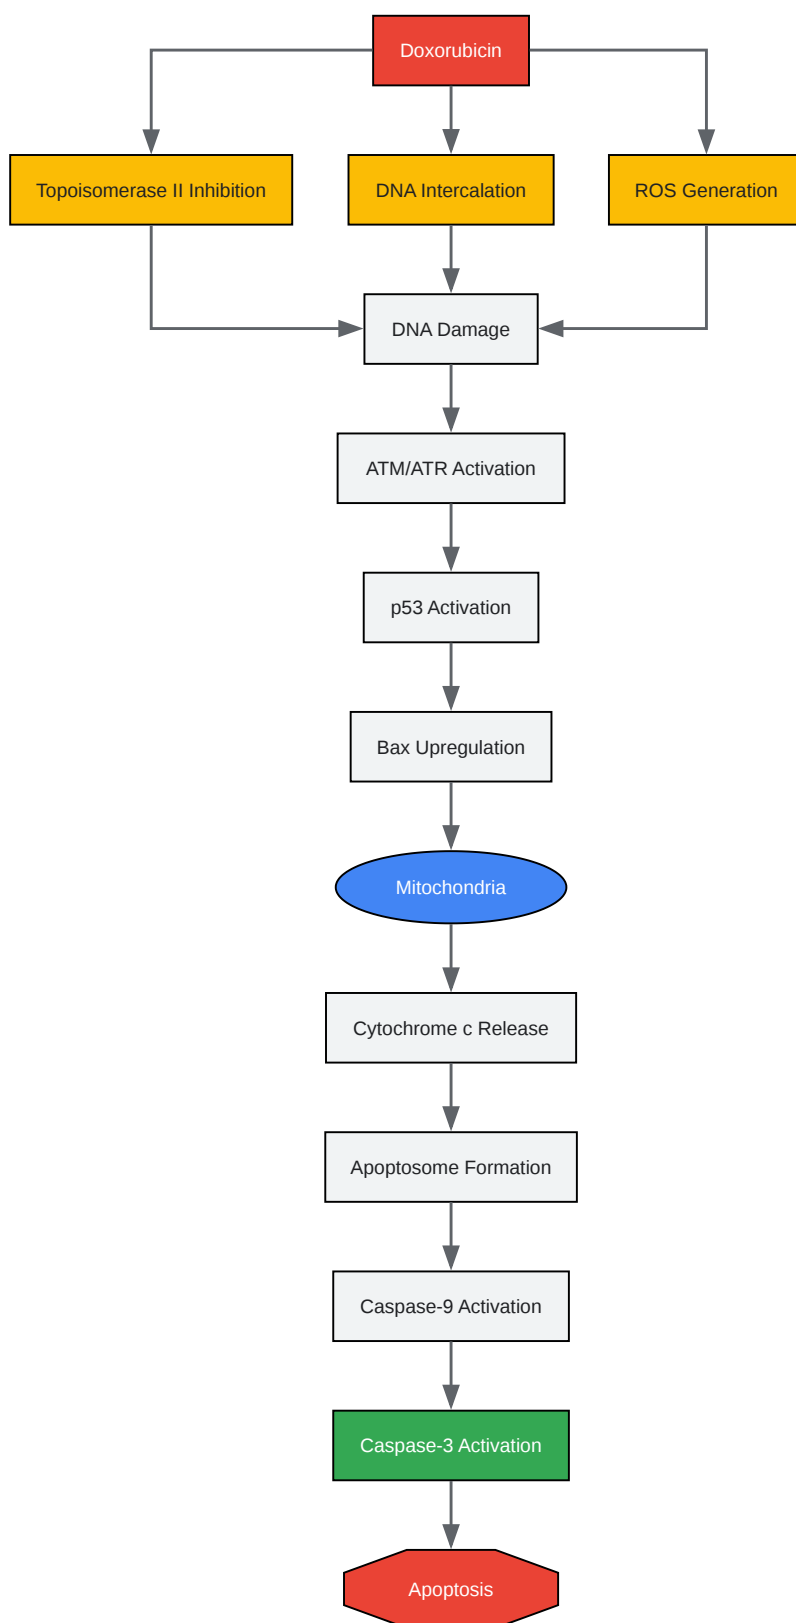 Doxorubicin
Topoisomerase II Inhibition
DNA Intercalation
ROS Generation
DNA Damage
ATM/ATR Activation
p53 Activation
Bax Upregulation
Mitochondria
Cytochrome c Release
Apoptosome Formation
Caspase-9 Activation
Caspase-3 Activation
Apoptosis